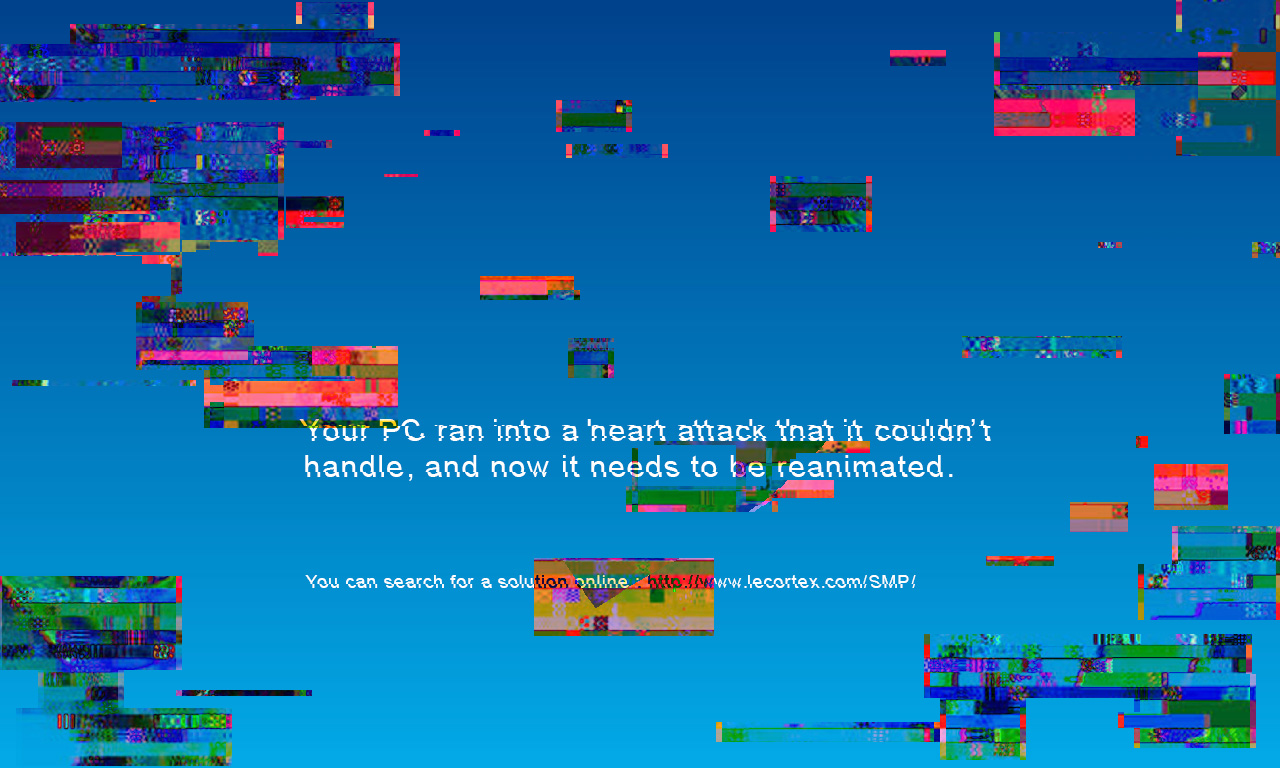 Your PC ran into a heart attack that it couldn't
handle, and now it needs to be reanimated.
You can search for a solution online : http://www.lecortex.com/SMP/